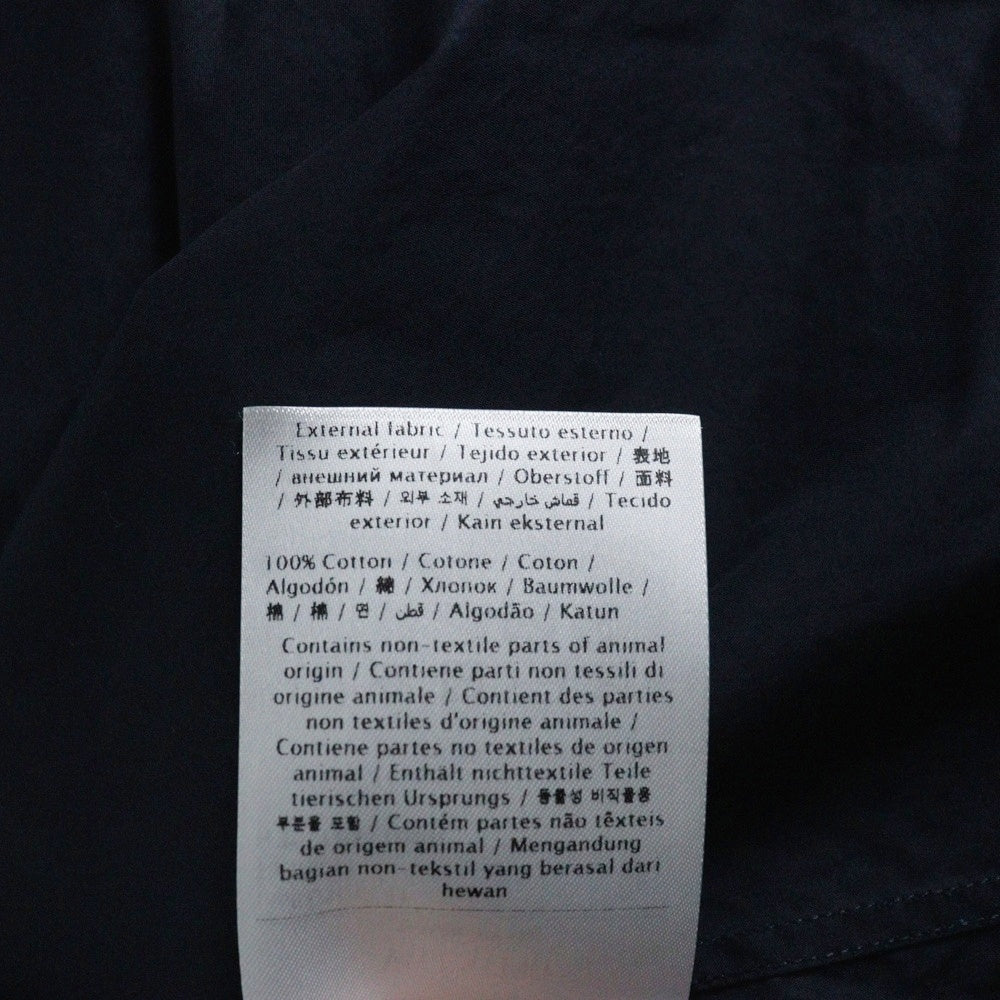 External fabric / Tessuto esterno /
Tissu extérieur / Tejido exterior / 表地
/ внешний материал / Oberstoff / 面料
/ 外部布料 / 외부 소재 / قماش خارجي / Tecido
exterior / Kain eksternal
100% Cotton / Cotone / Coton /
Algodón / 綿 / Хлопок / Baumwolle /
棉 / 棉 / 면 / قطن / Algodão / Katun
Contains non-textile parts of animal
origin / Contiene parti non tessili di
origine animale / Contient des parties
non textiles d'origine animale /
Contiene partes no textiles de origen
animal / Enthält nichttextile Teile
tierischen Ursprungs / 동물성 비직물용
부분을 포함 / Contém partes não têxteis
de origem animal / Mengandung
bagian non-tekstil yang berasal dari
hewan